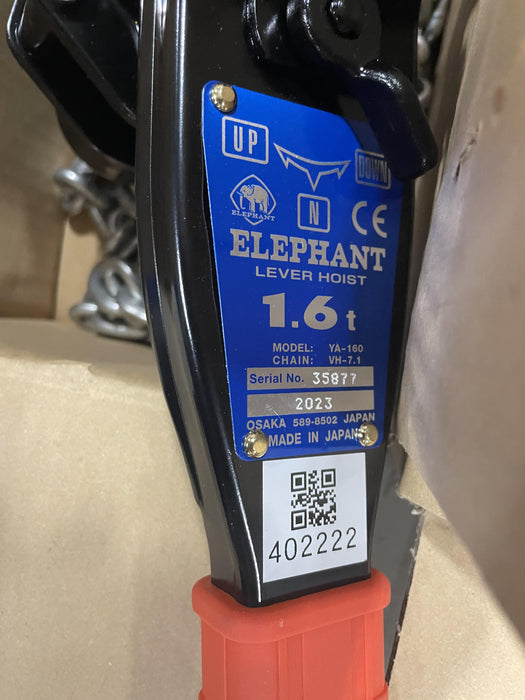 UP
DOWN
N
ELEPHANT
CE
ELEPHANT
LEVER HOIST
1.6 t
MODEL: YA-160
CHAIN: VH-7.1
Serial No. 35877
2023
OSAKA 589-8502 JAPAN
MADE IN JAPAN
402222